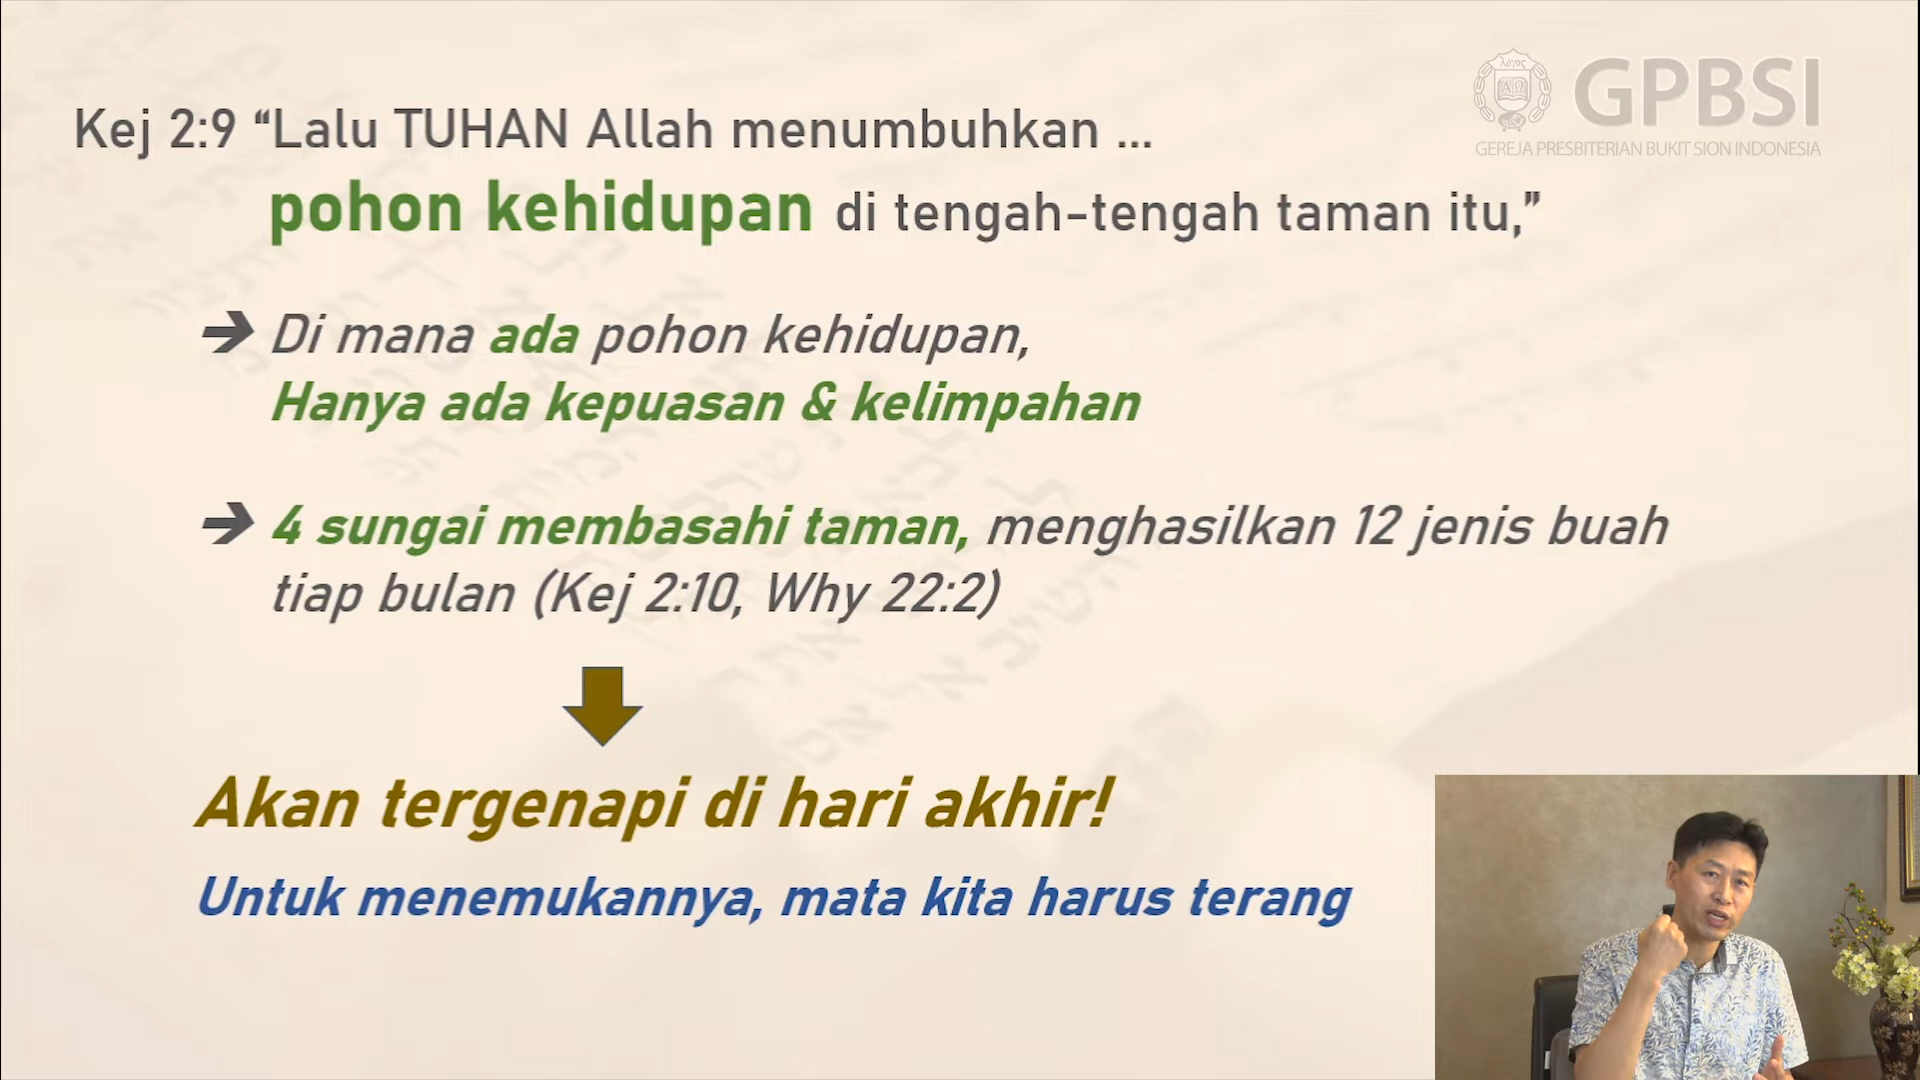 λόγος
GPBSI
GEREJA PRESBITERIAN BUKIT SION INDONESIA
Kej 2:9 “Lalu TUHAN Allah menumbuhkan ...
pohon kehidupan di tengah-tengah taman itu,”
→ Di mana ada pohon kehidupan,
Hanya ada kepuasan & kelimpahan
→ 4 sungai membasahi taman, menghasilkan 12 jenis buah
tiap bulan (Kej 2:10, Why 22:2)
Akan tergenapi di hari akhir!
Untuk menemukannya, mata kita harus terang